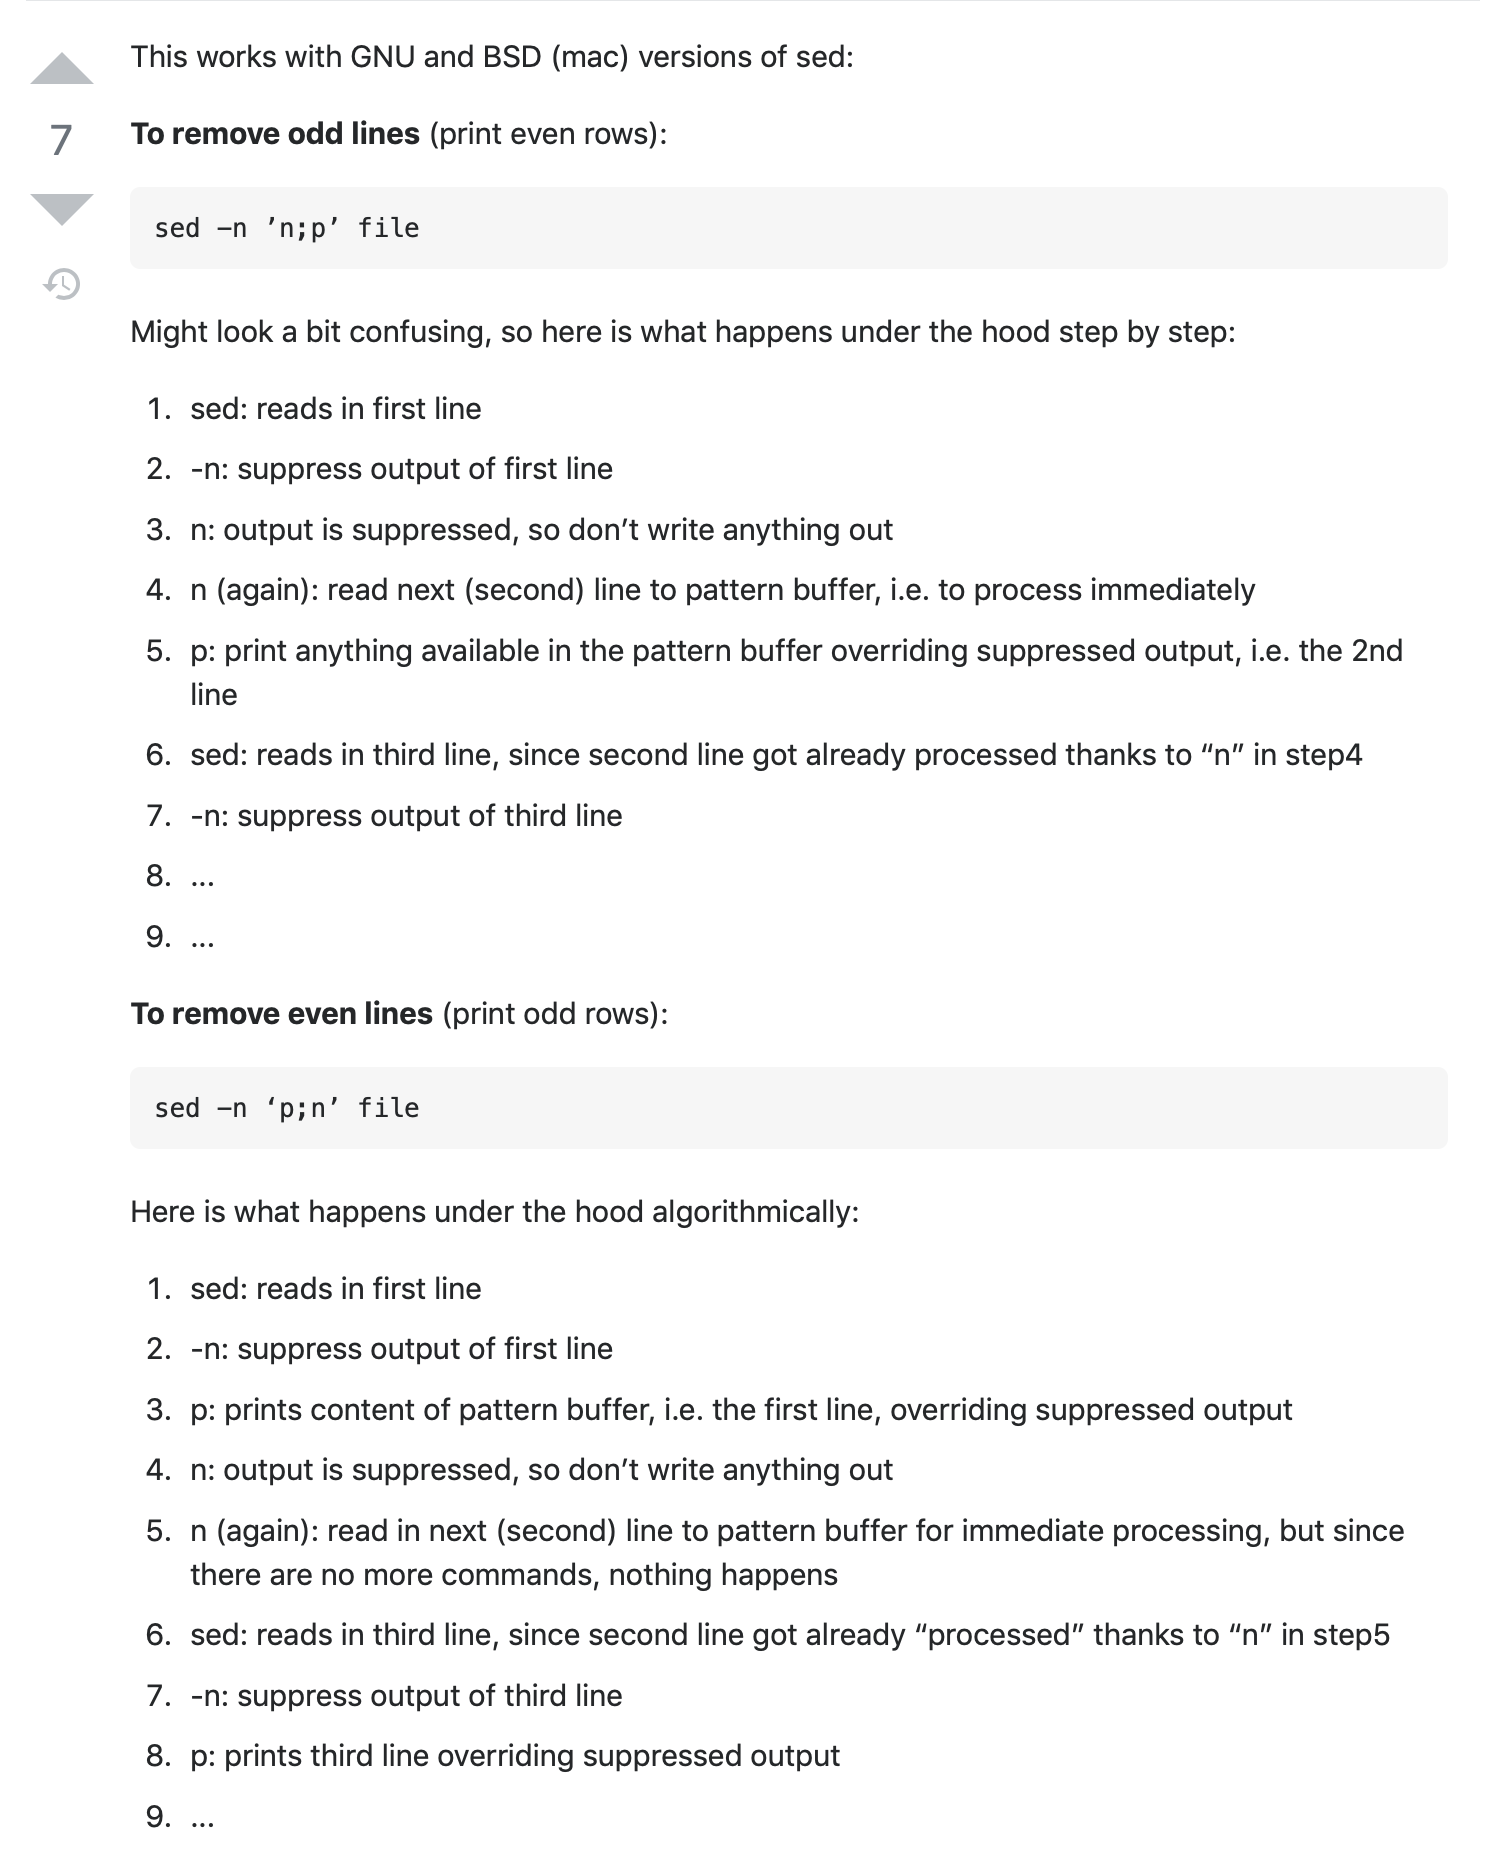 This works with GNU and BSD (mac) versions of sed:
7
To remove odd lines (print even rows):
sed –n ’n;p’ file
Might look a bit confusing, so here is what happens under the hood step by step:
1. sed: reads in first line
2. -n: suppress output of first line
3. n: output is suppressed, so don’t write anything out
4. n (again): read next (second) line to pattern buffer, i.e. to process immediately
5. p: print anything available in the pattern buffer overriding suppressed output, i.e. the 2nd
line
6. sed: reads in third line, since second line got already processed thanks to “n” in step4
7. -n: suppress output of third line
8. ...
9. ...
To remove even lines (print odd rows):
sed –n ‘p;n’ file
Here is what happens under the hood algorithmically:
1. sed: reads in first line
2. -n: suppress output of first line
3. p: prints content of pattern buffer, i.e. the first line, overriding suppressed output
4. n: output is suppressed, so don’t write anything out
5. n (again): read in next (second) line to pattern buffer for immediate processing, but since
there are no more commands, nothing happens
6. sed: reads in third line, since second line got already “processed” thanks to “n” in step5
7. -n: suppress output of third line
8. p: prints third line overriding suppressed output
9. ...